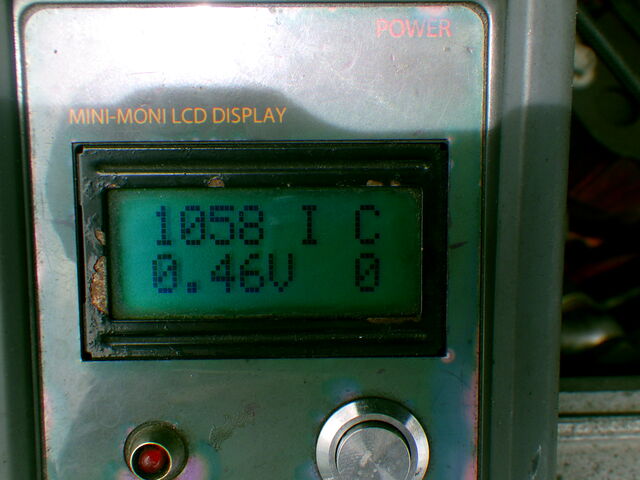 POWER
MINI-MONI LCD DISPLAY
1058 I C
0.46V 0